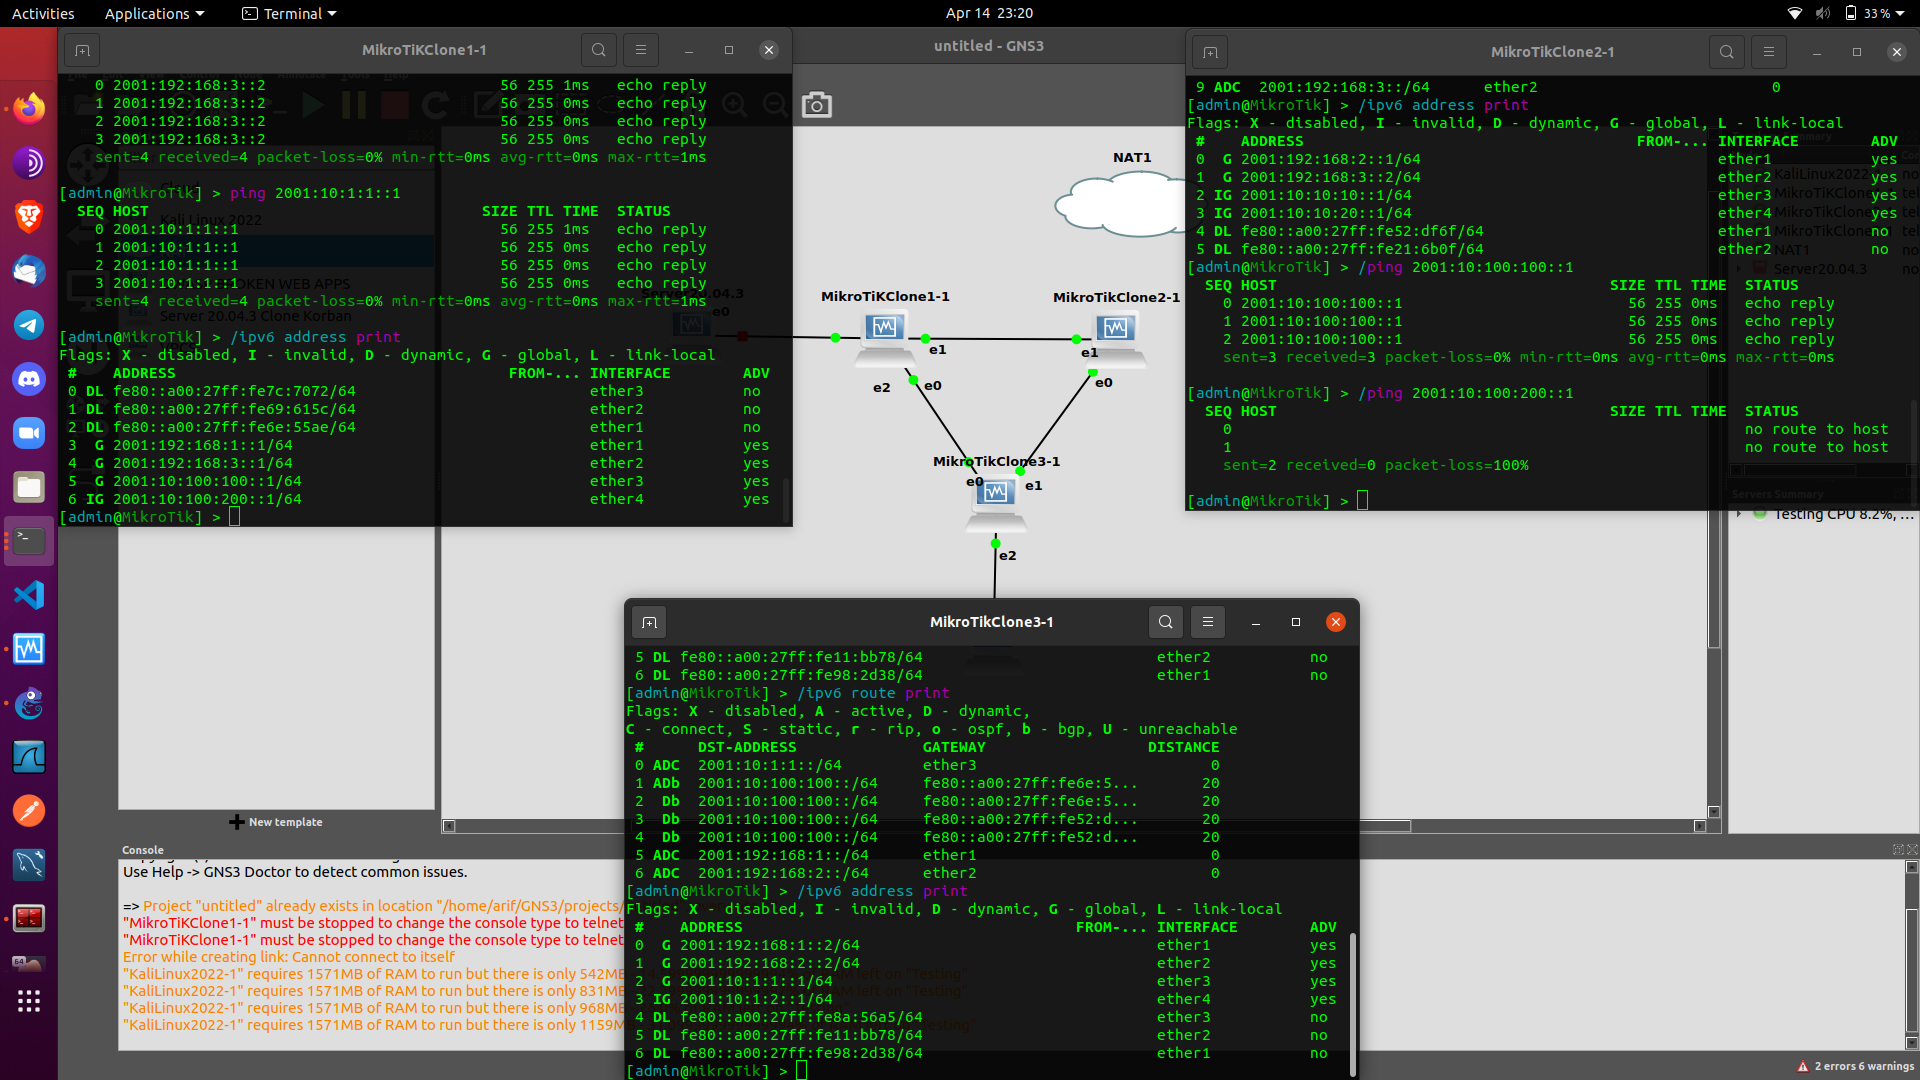 Activities
Applications
Terminal
Apr 14 23:20
33 %
MikroTiKClone1-1
0 2001:192:168:3::2 56 255 1ms echo reply
1 2001:192:168:3::2 56 255 0ms echo reply
2 2001:192:168:3::2 56 255 0ms echo reply
3 2001:192:168:3::2 56 255 0ms echo reply
sent=4 received=4 packet-loss=0% min-rtt=0ms avg-rtt=0ms max-rtt=1ms
[admin@MikroTik] > ping 2001:10:1:1::1
SEQ HOST SIZE TTL TIME STATUS
0 2001:10:1:1::1 56 255 1ms echo reply
1 2001:10:1:1::1 56 255 0ms echo reply
2 2001:10:1:1::1 56 255 0ms echo reply
3 2001:10:1:1::1 56 255 0ms echo reply
sent=4 received=4 packet-loss=0% min-rtt=0ms avg-rtt=0ms max-rtt=1ms
[admin@MikroTik] > /ipv6 address print
Flags: X - disabled, I - invalid, D - dynamic, G - global, L - link-local
# ADDRESS FROM-... INTERFACE ADV
0 DL fe80::a00:27ff:fe7c:7072/64 ether3 no
1 DL fe80::a00:27ff:fe69:615c/64 ether2 no
2 DL fe80::a00:27ff:fe6e:55ae/64 ether1 no
3 G 2001:192:168:1::1/64 ether1 yes
4 G 2001:192:168:3::1/64 ether2 yes
5 G 2001:10:100:100::1/64 ether3 yes
6 IG 2001:10:100:200::1/64 ether4 yes
[admin@MikroTik] >
Kali Linux 2022
Server 20.04.3 Clone Korban
untitled - GNS3
NAT1
Server20.04.3
e0
MikroTiKClone1-1
e1
e2
e0
MikroTikClone2-1
e1
e0
MikroTikClone3-1
e0
e1
e2
MikroTikClone2-1
9 ADC 2001:192:168:3::/64 ether2 0
[admin@MikroTik] > /ipv6 address print
Flags: X - disabled, I - invalid, D - dynamic, G - global, L - link-local
# ADDRESS FROM-... INTERFACE ADV
0 G 2001:192:168:2::1/64 ether1 yes
1 G 2001:192:168:3::2/64 ether2 yes
2 IG 2001:10:10:10::1/64 ether3 yes
3 IG 2001:10:10:20::1/64 ether4 yes
4 DL fe80::a00:27ff:fe52:df6f/64 ether1 no
5 DL fe80::a00:27ff:fe21:6b0f/64 ether2 no
[admin@MikroTik] > /ping 2001:10:100:100::1
SEQ HOST SIZE TTL TIME STATUS
0 2001:10:100:100::1 56 255 0ms echo reply
1 2001:10:100:100::1 56 255 0ms echo reply
2 2001:10:100:100::1 56 255 0ms echo reply
sent=3 received=3 packet-loss=0% min-rtt=0ms avg-rtt=0ms max-rtt=0ms
[admin@MikroTik] > /ping 2001:10:100:200::1
SEQ HOST SIZE TTL TIME STATUS
0 no route to host
1 no route to host
sent=2 received=0 packet-loss=100%
[admin@MikroTik] >
NAT1
Server20.04.3
Servers Summary
Testing CPU 8.2%, ...
MikroTikClone3-1
5 DL fe80::a00:27ff:fe11:bb78/64 ether2 no
6 DL fe80::a00:27ff:fe98:2d38/64 ether1 no
[admin@MikroTik] > /ipv6 route print
Flags: X - disabled, A - active, D - dynamic,
C - connect, S - static, r - rip, o - ospf, b - bgp, U - unreachable
# DST-ADDRESS GATEWAY DISTANCE
0 ADC 2001:10:1:1::/64 ether3 0
1 ADb 2001:10:100:100::/64 fe80::a00:27ff:fe6e:5... 20
2 Db 2001:10:100:100::/64 fe80::a00:27ff:fe6e:5... 20
3 Db 2001:10:100:100::/64 fe80::a00:27ff:fe52:d... 20
4 Db 2001:10:100:100::/64 fe80::a00:27ff:fe52:d... 20
5 ADC 2001:192:168:1::/64 ether1 0
6 ADC 2001:192:168:2::/64 ether2 0
[admin@MikroTik] > /ipv6 address print
Flags: X - disabled, I - invalid, D - dynamic, G - global, L - link-local
# ADDRESS FROM-... INTERFACE ADV
0 G 2001:192:168:1::2/64 ether1 yes
1 G 2001:192:168:2::2/64 ether2 yes
2 G 2001:10:1:1::1/64 ether3 yes
3 IG 2001:10:1:2::1/64 ether4 yes
4 DL fe80::a00:27ff:fe8a:56a5/64 ether3 no
5 DL fe80::a00:27ff:fe11:bb78/64 ether2 no
6 DL fe80::a00:27ff:fe98:2d38/64 ether1 no
[admin@MikroTik] >
New template
Console
Use Help -> GNS3 Doctor to detect common issues.
=> Project "untitled" already exists in location "/home/arif/GNS3/projects/
"MikroTiKClone1-1" must be stopped to change the console type to telnet
"MikroTiKClone1-1" must be stopped to change the console type to telnet
Error while creating link: Cannot connect to itself
"KaliLinux2022-1" requires 1571MB of RAM to run but there is only 542MB
"KaliLinux2022-1" requires 1571MB of RAM to run but there is only 831MB
"KaliLinux2022-1" requires 1571MB of RAM to run but there is only 968MB
"KaliLinux2022-1" requires 1571MB of RAM to run but there is only 1159M
2 errors 6 warnings